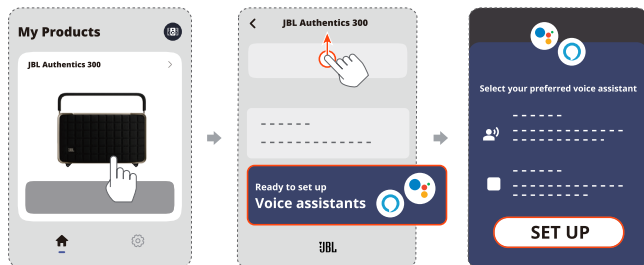 My Products
JBL Authentics 300
JBL Authentics 300
Ready to set up
Voice assistants
JBL
Select your preferred voice assistant
SET UP